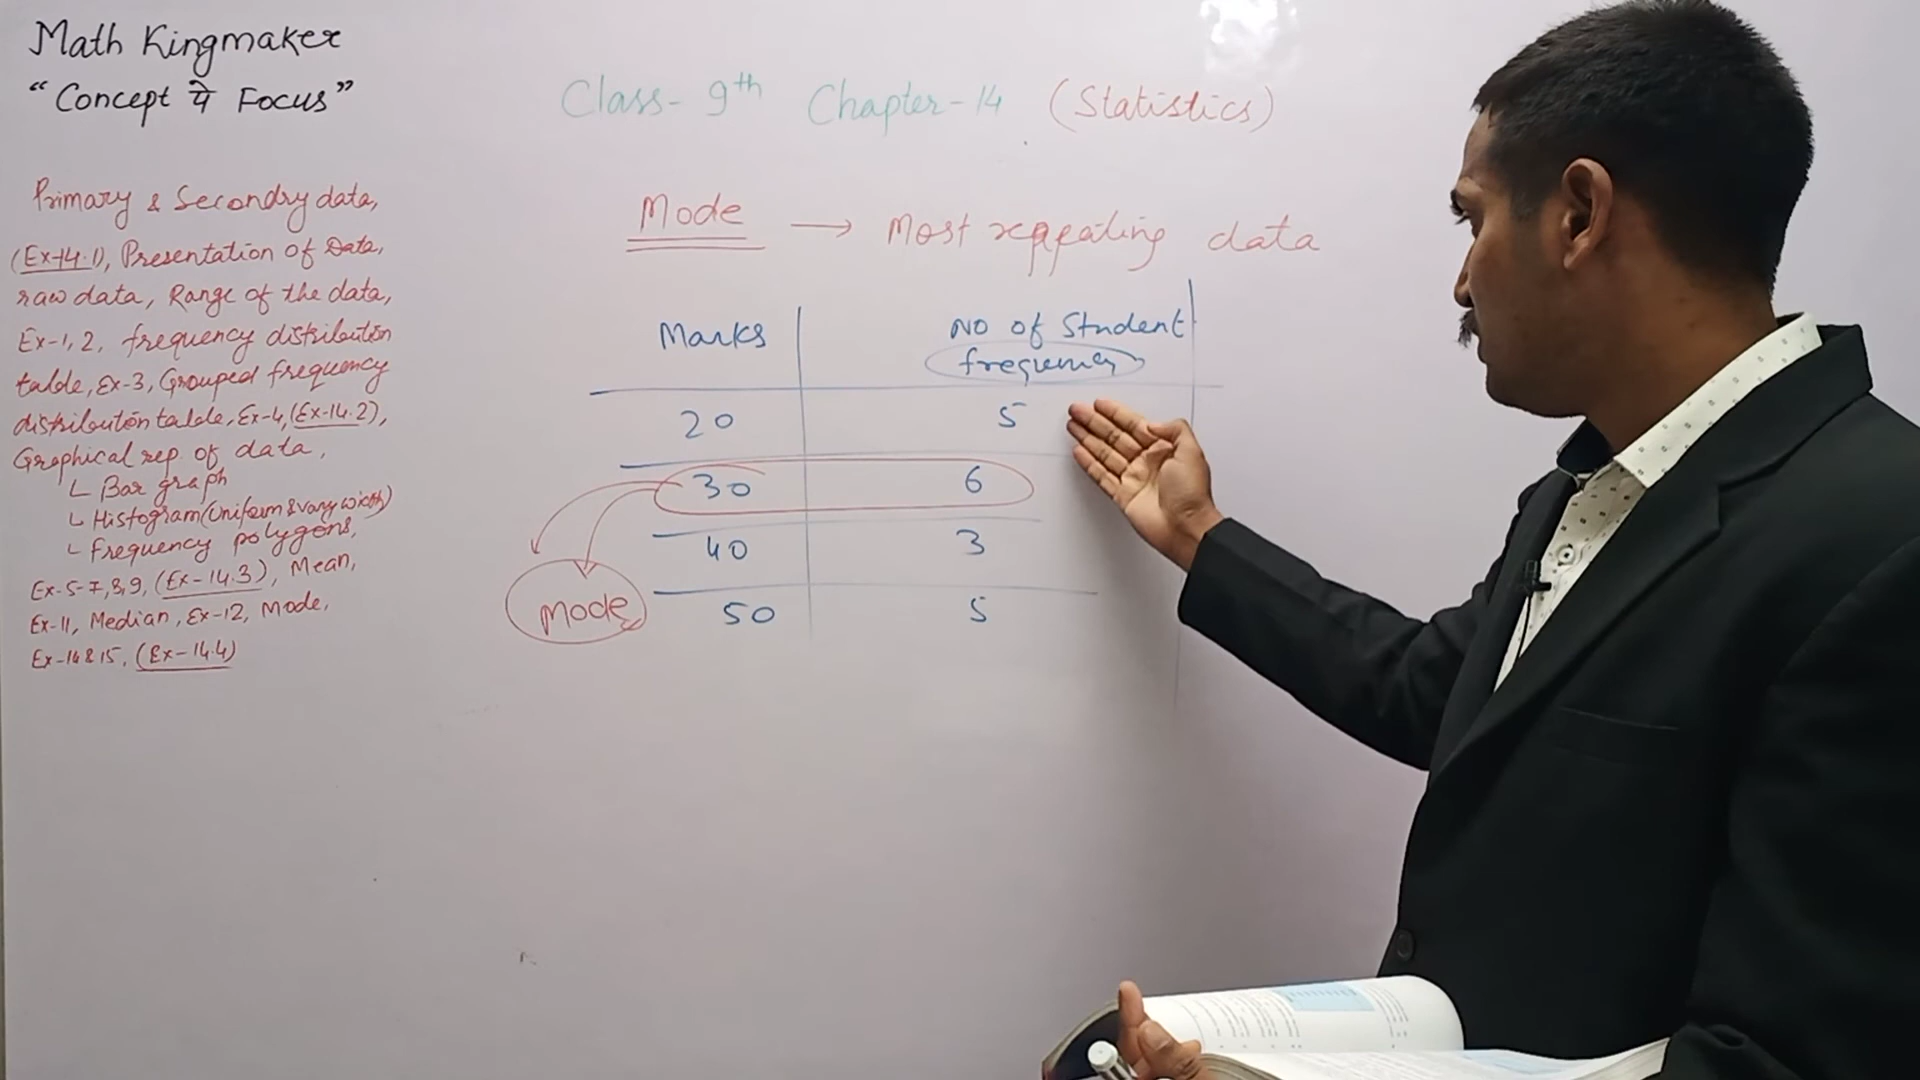 Math Kingmaker
"Concept पे Focus"
Class-9th Chapter-14 (Statistics)
Primary & Secondry data,
(Ex-14.1), Presentation of Data,
raw data, Range of the data,
Ex-1, 2, frequency distribution
table, Ex-3, Grouped frequency
distribution table, Ex-4, (Ex-14.2),
Graphical rep. of data,
Bar graph
Histogram (Uniform & vary width)
Frequency polygons,
Ex-5-7,8,9, (Ex-14.3), Mean,
Ex-11, Median, Ex-12, Mode,
Ex-14&15, (Ex-14.4)
Mode → Most reppeating data
Marks No of Student
frequency
20 5
30 6
40 3
50 5
Mode